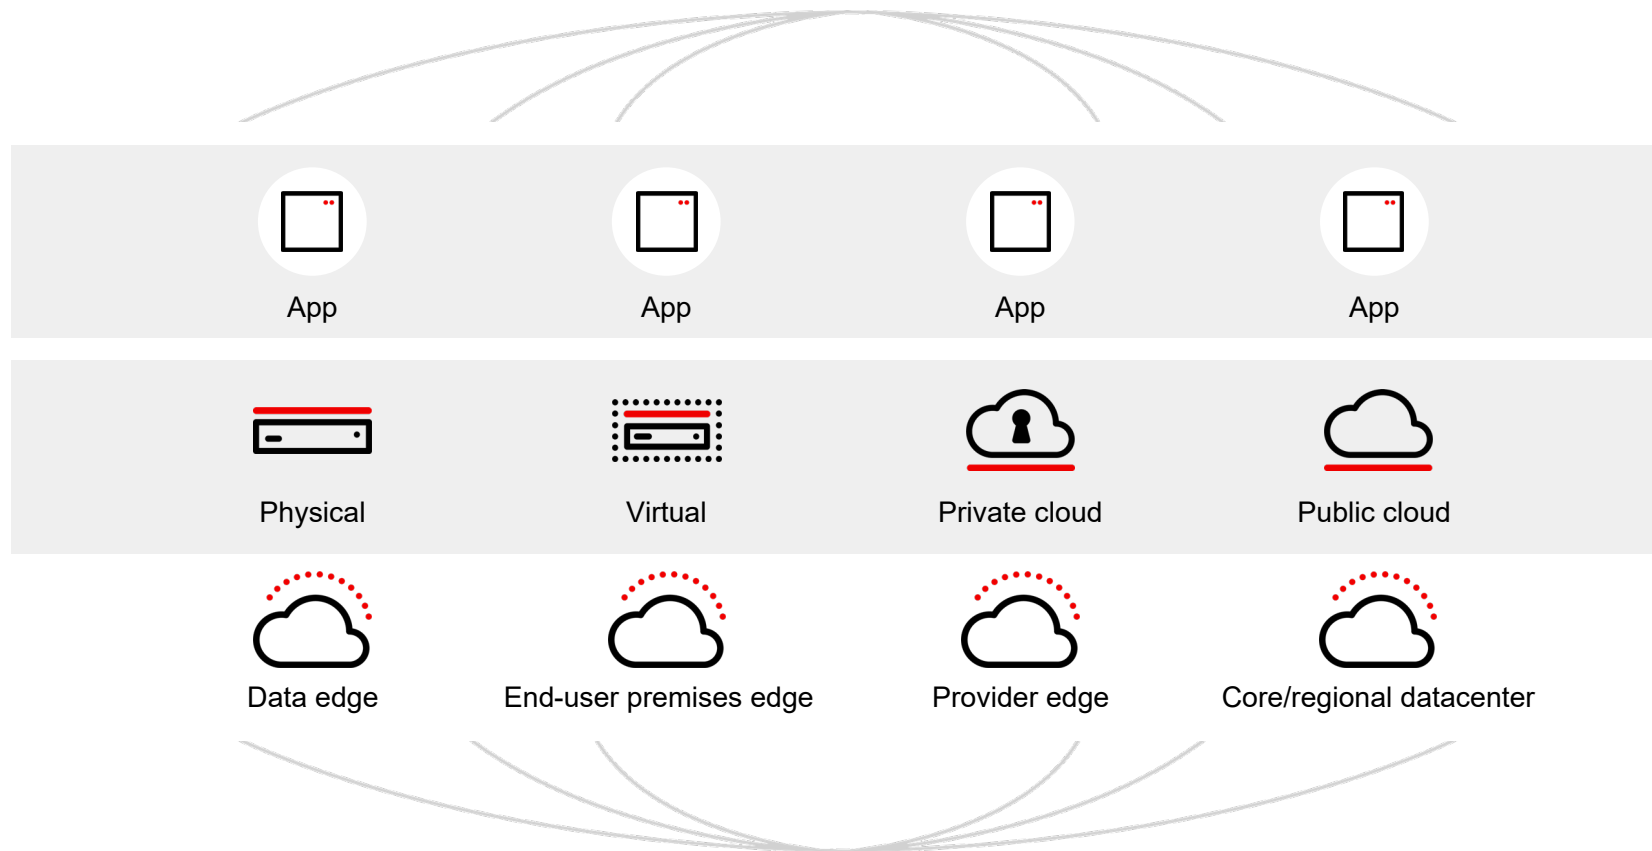 App
App
App
App
Physical
Virtual
Private cloud
Public cloud
Data edge
End-user premises edge
Provider edge
Core/regional datacenter